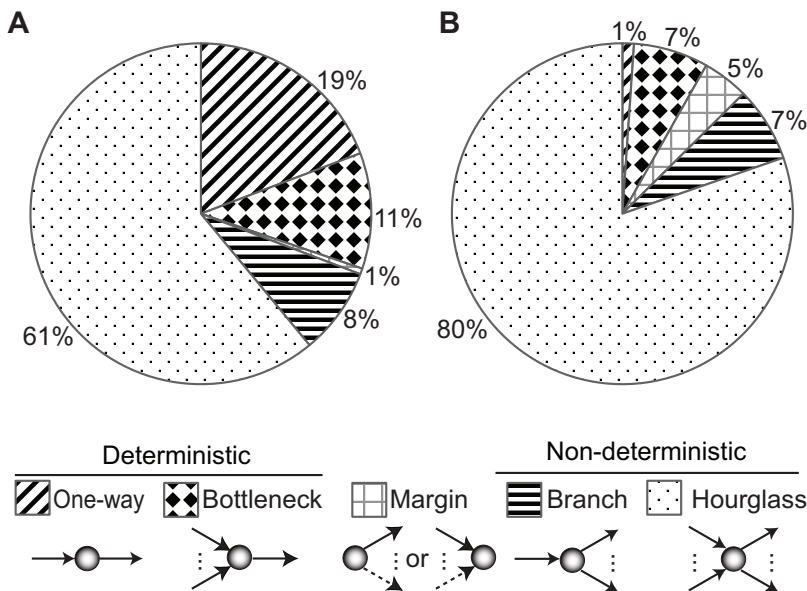 A
B
1%
7%
5%
7%
19%
11%
1%
8%
61%
80%
Deterministic
Non-deterministic
One-way
Bottleneck
Margin
Branch
Hourglass
or